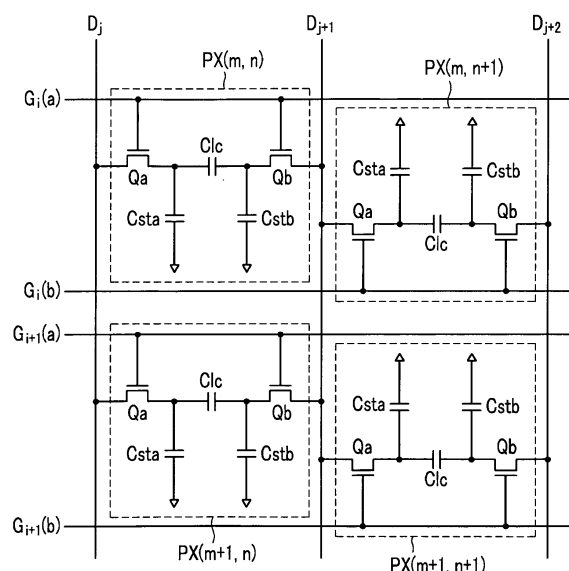 Dj Dj+1 Dj+2
PX(m, n) PX(m, n+1)
Gi(a)
Clc
Qa Qb Csta Cstb
Csta Cstb Qa Qb
Clc
Gi(b)
Gi+1(a)
Clc
Qa Qb Csta Cstb
Csta Cstb Qa Qb
Clc
Gi+1(b)
PX(m+1, n) PX(m+1, n+1)